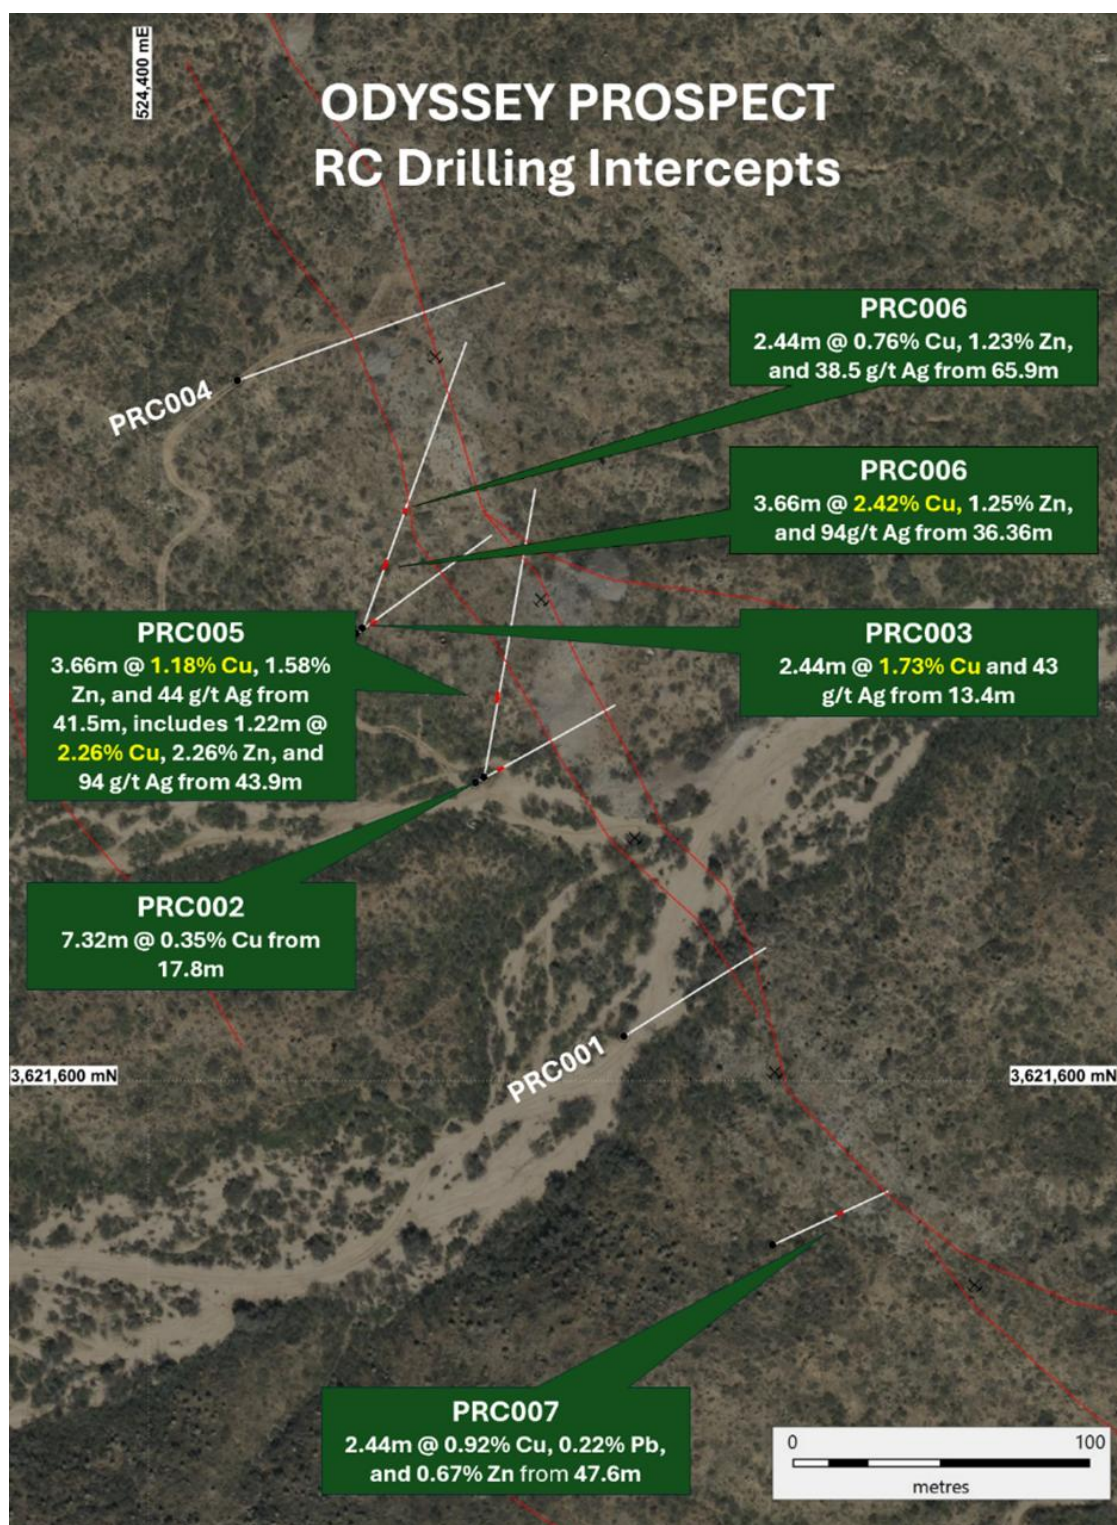 524,400 mE
ODYSSEY PROSPECT
RC Drilling Intercepts
PRC006
2.44m @ 0.76% Cu, 1.23% Zn,
and 38.5 g/t Ag from 65.9m
PRC004
PRC006
3.66m @ 2.42% Cu, 1.25% Zn,
and 94g/t Ag from 36.36m
PRC005
3.66m @ 1.18% Cu, 1.58%
Zn, and 44 g/t Ag from
41.5m, includes 1.22m @
2.26% Cu, 2.26% Zn, and
94 g/t Ag from 43.9m
PRC003
2.44m @ 1.73% Cu and 43
g/t Ag from 13.4m
PRC002
7.32m @ 0.35% Cu from
17.8m
PRC001
3,621,600 mN
3,621,600 mN
PRC007
2.44m @ 0.92% Cu, 0.22% Pb,
and 0.67% Zn from 47.6m
0 100
metres